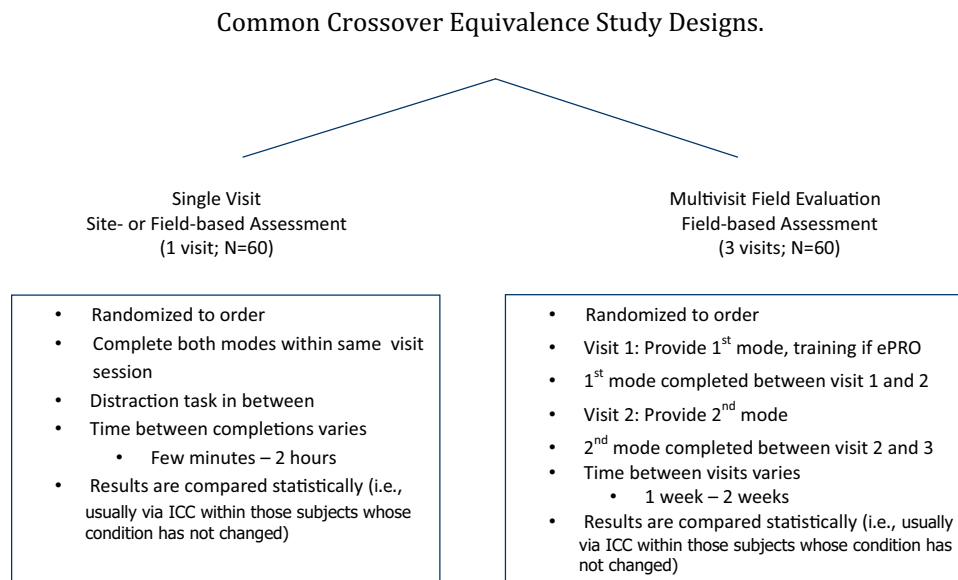 Common Crossover Equivalence Study Designs.
Single Visit
Site- or Field-based Assessment
(1 visit; N=60)
• Randomized to order
• Complete both modes within same visit
session
• Distraction task in between
• Time between completions varies
• Few minutes – 2 hours
• Results are compared statistically (i.e.,
usually via ICC within those subjects whose
condition has not changed)
Multivisit Field Evaluation
Field-based Assessment
(3 visits; N=60)
• Randomized to order
• Visit 1: Provide 1st mode, training if ePRO
• 1st mode completed between visit 1 and 2
• Visit 2: Provide 2nd mode
• 2nd mode completed between visit 2 and 3
• Time between visits varies
• 1 week – 2 weeks
• Results are compared statistically (i.e., usually
via ICC within those subjects whose condition has
not changed)